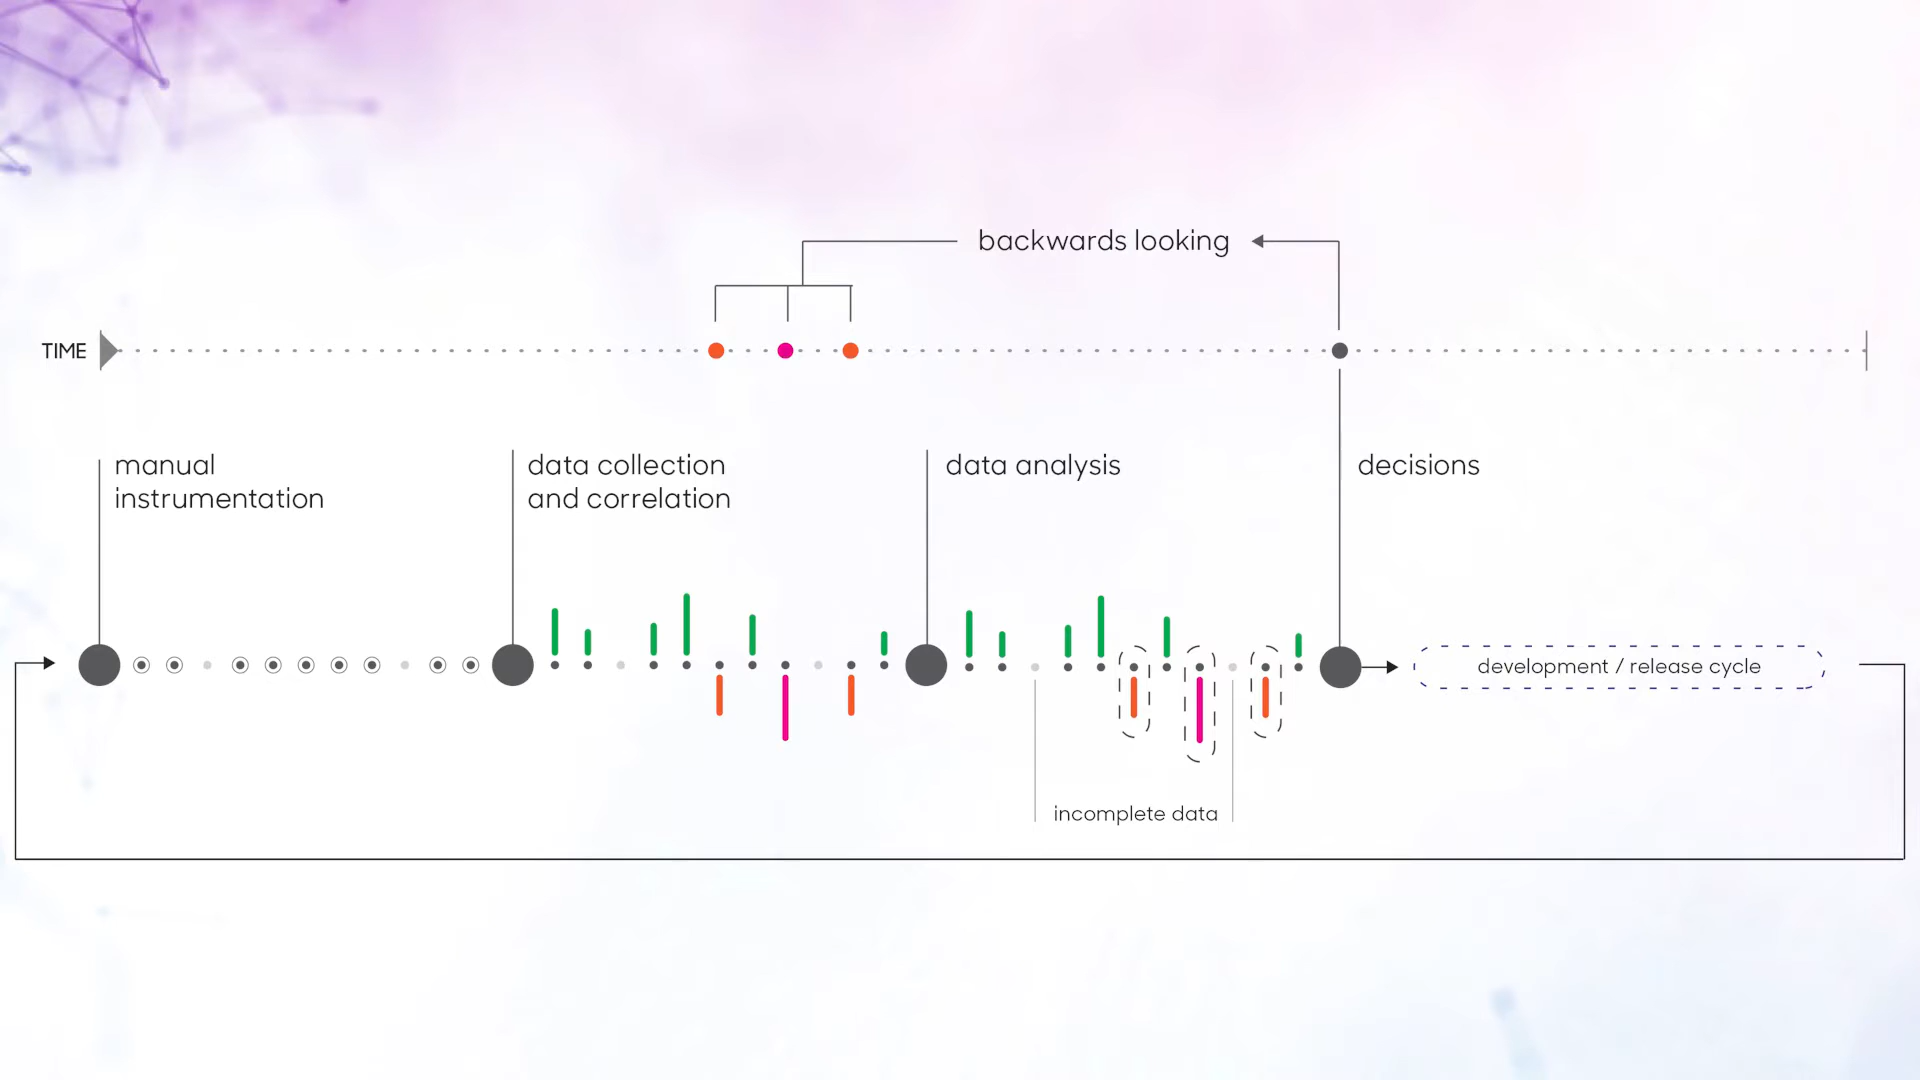 backwards looking
TIME
manual
instrumentation
data collection
and correlation
data analysis
decisions
development / release cycle
incomplete data